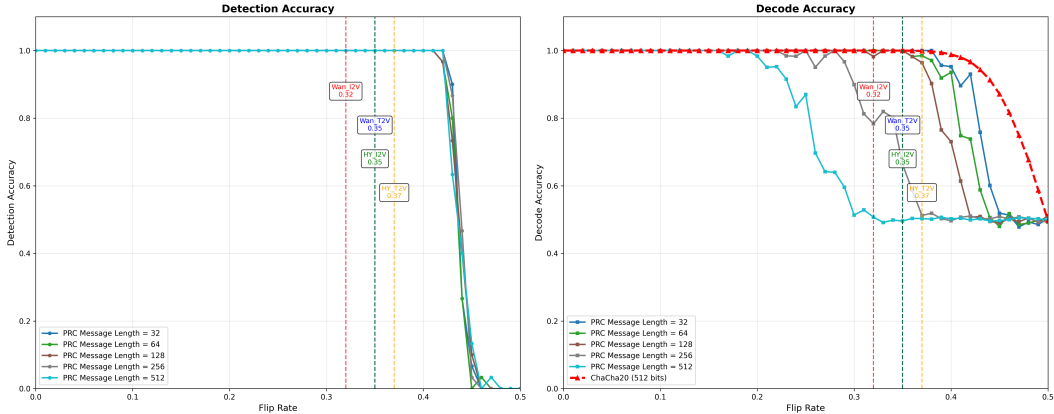 Detection Accuracy
Detection Accuracy
1.0
0.8
0.6
0.4
0.2
0.0
Wan_I2V
0.32
Wan_T2V
0.35
HY_I2V
0.35
HY_T2V
0.37
PRC Message Length = 32
PRC Message Length = 64
PRC Message Length = 128
PRC Message Length = 256
PRC Message Length = 512
0.0 0.1 0.2 0.3 0.4 0.5
Flip Rate
Decode Accuracy
Decode Accuracy
1.0
0.8
0.6
0.4
0.2
0.0
Wan_I2V
0.32
Wan_T2V
0.35
HY_I2V
0.35
HY_T2V
0.37
PRC Message Length = 32
PRC Message Length = 64
PRC Message Length = 128
PRC Message Length = 256
PRC Message Length = 512
ChaCha20 (512 bits)
0.0 0.1 0.2 0.3 0.4 0.5
Flip Rate